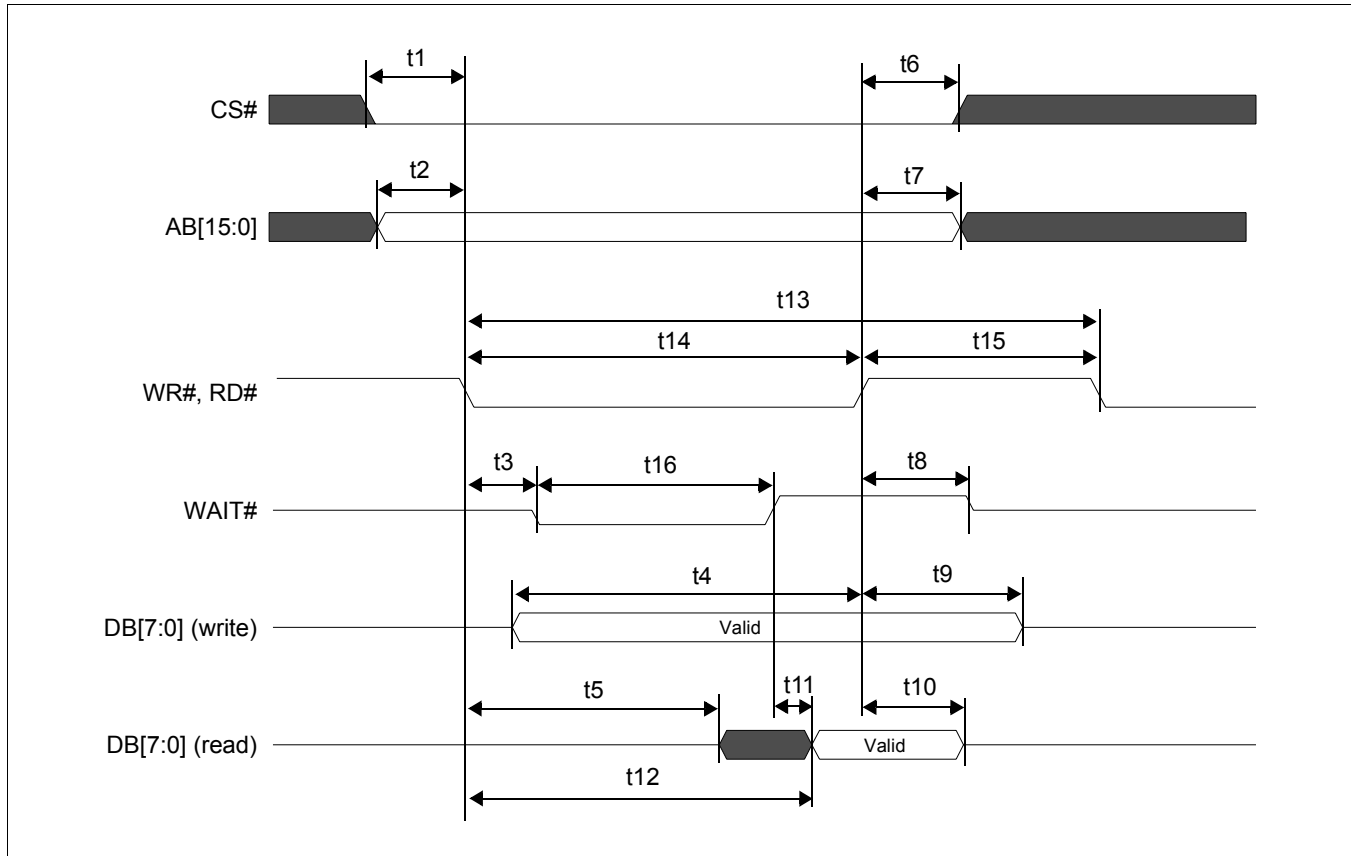 t1
t6
CS#
t2
t7
AB[15:0]
t13
t14
t15
WR#, RD#
t3
t16
t8
WAIT#
t4
t9
DB[7:0] (write)
Valid
t5
t11
t10
DB[7:0] (read)
Valid
t12